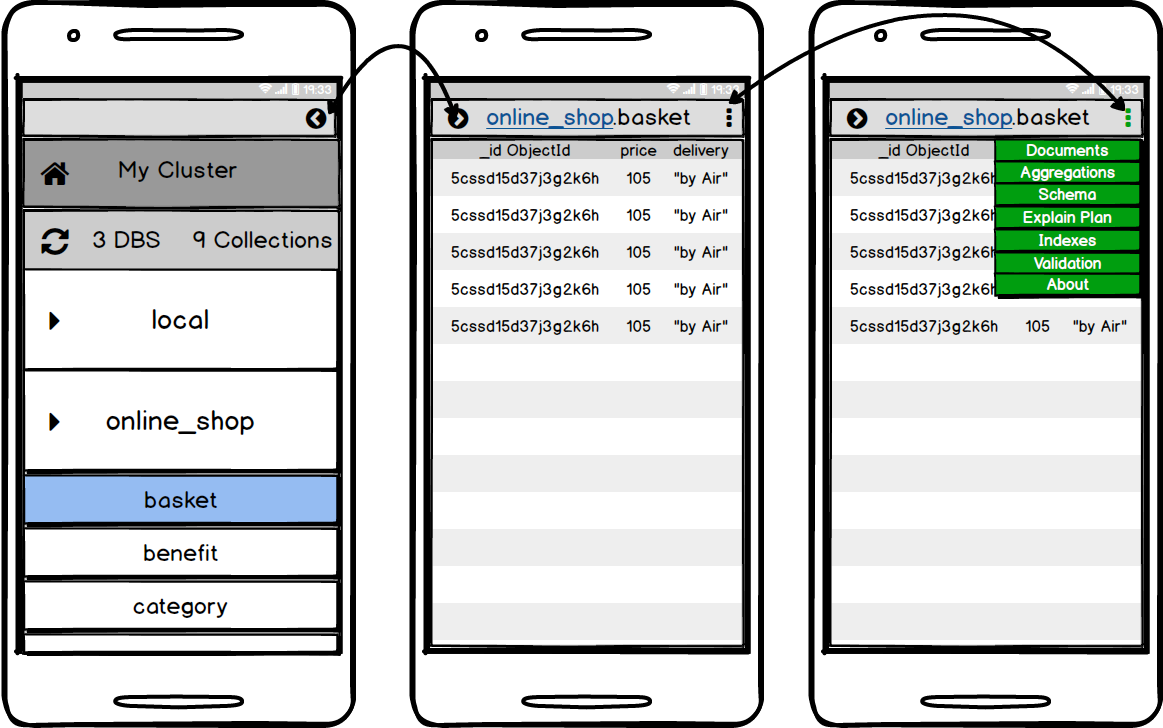 19:33
My Cluster
3 DBS 9 Collections
local
online_shop
basket
benefit
category
19:33
online_shop.basket
_id ObjectId price delivery
5cssd15d37j3g2k6h 105 "by Air"
5cssd15d37j3g2k6h 105 "by Air"
5cssd15d37j3g2k6h 105 "by Air"
5cssd15d37j3g2k6h 105 "by Air"
5cssd15d37j3g2k6h 105 "by Air"
19:33
online_shop.basket
_id ObjectId
5cssd15d37j3g2k6h
5cssd15d37j3g2k6h
5cssd15d37j3g2k6h
5cssd15d37j3g2k6h
5cssd15d37j3g2k6h 105 "by Air"
Documents
Aggregations
Schema
Explain Plan
Indexes
Validation
About